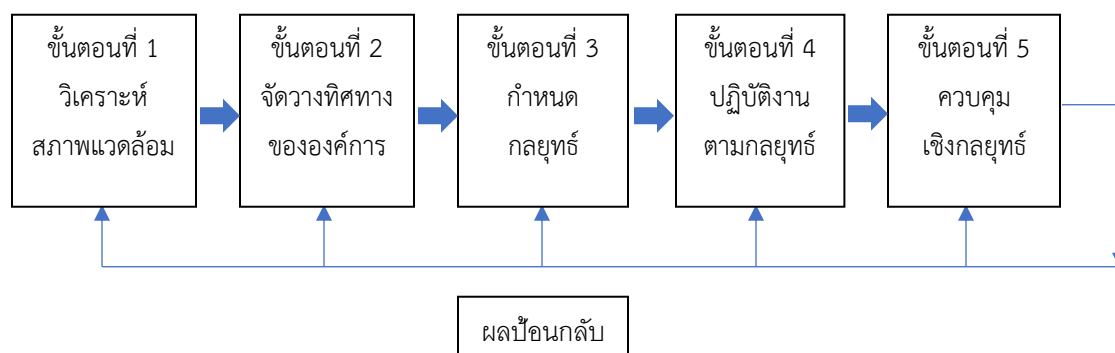 ขั้นตอนที่ 1
วิเคราะห์
สภาพแวดล้อม
ขั้นตอนที่ 2
จัดวางทิศทาง
ขององค์การ
ขั้นตอนที่ 3
กำหนด
กลยุทธ์
ขั้นตอนที่ 4
ปฏิบัติงาน
ตามกลยุทธ์
ขั้นตอนที่ 5
ควบคุม
เชิงกลยุทธ์
ผลป้อนกลับ